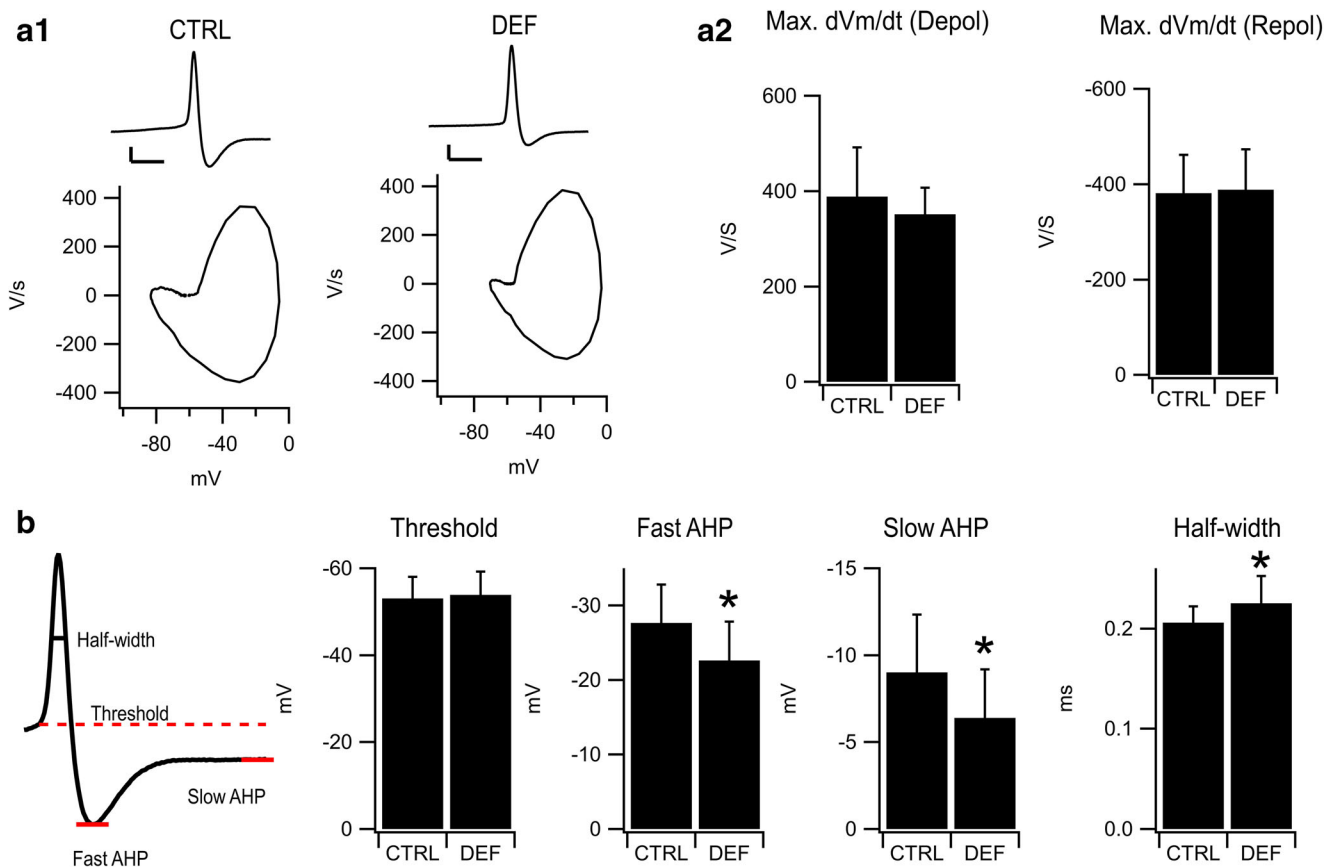 a1
CTRL
DEF
400
200
0
-200
-400
V/s
-80
-40
0
mV
400
200
0
-200
-400
V/s
-80
-40
0
mV
a2
Max. dVm/dt (Depol)
600
400
200
0
V/S
CTRL
DEF
Max. dVm/dt (Repol)
-600
-400
-200
0
V/S
CTRL
DEF
b
Half-width
Threshold
Slow AHP
Fast AHP
Threshold
-60
-40
-20
0
mV
CTRL
DEF
Fast AHP
-30
-20
-10
0
mV
*
CTRL
DEF
Slow AHP
-15
-10
-5
0
mV
*
CTRL
DEF
Half-width
0.2
0.1
0.0
ms
*
CTRL
DEF